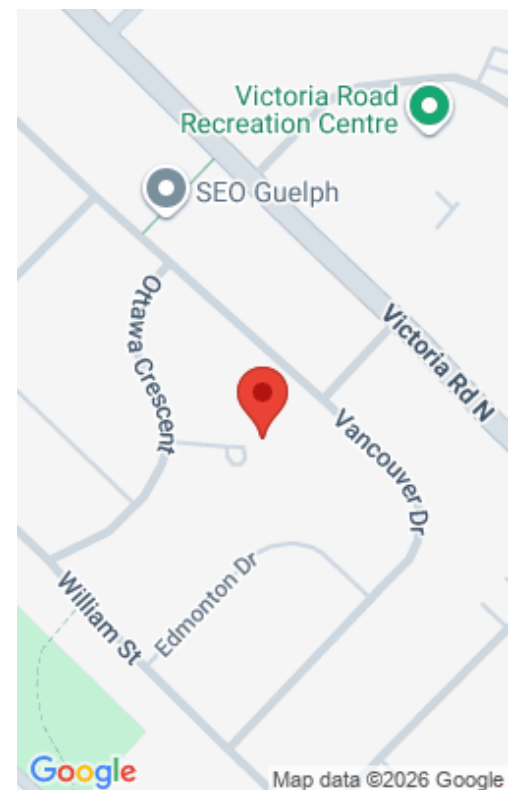 Victoria Road
Recreation Centre
SEO Guelph
Ottawa Crescent
Victoria Rd N
Vancouver Dr
Edmonton Dr
William St
Google
Map data ©2026 Google